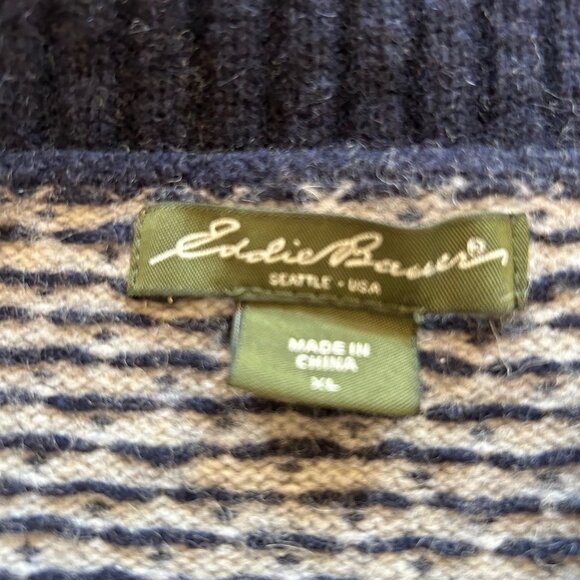 Eddie Bauer®
SEATTLE • USA
MADE IN
CHINA
XL